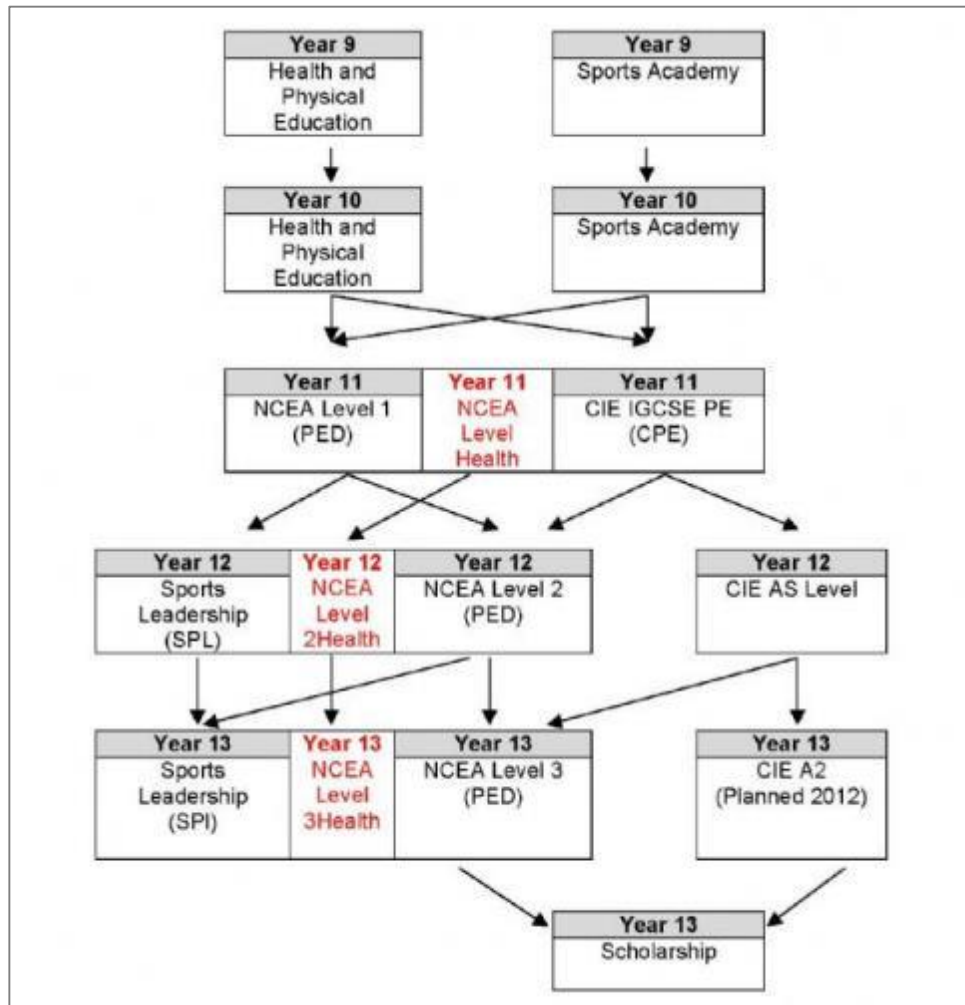 Year 9
Health and
Physical
Education
Year 9
Sports Academy
Year 10
Health and
Physical
Education
Year 10
Sports Academy
Year 11
NCEA Level 1
(PED)
Year 11
NCEA
Level
Health
Year 11
CIE IGCSE PE
(CPE)
Year 12
Sports
Leadership
(SPL)
Year 12
NCEA
Level
2Health
Year 12
NCEA Level 2
(PED)
Year 12
CIE AS Level
Year 13
Sports
Leadership
(SPI)
Year 13
NCEA
Level
3Health
Year 13
NCEA Level 3
(PED)
Year 13
CIE A2
(Planned 2012)
Year 13
Scholarship